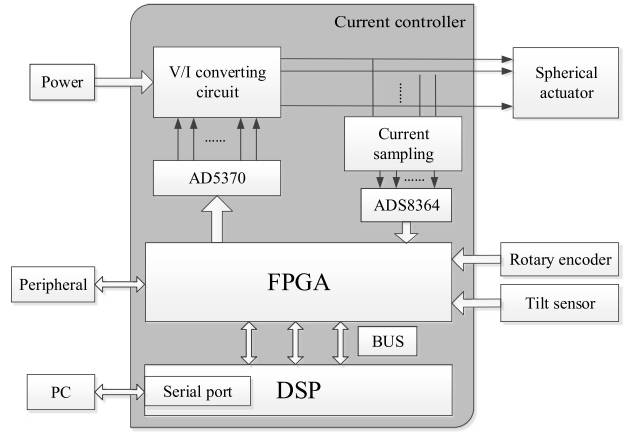 Current controller
Power
V/I converting
circuit
Spherical
actuator
......
Current
sampling
......
AD5370
......
ADS8364
Peripheral
FPGA
Rotary encoder
Tilt sensor
BUS
PC
Serial port
DSP